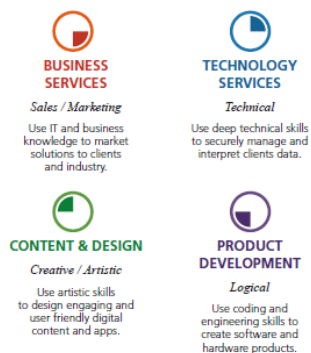 BUSINESS
SERVICES
Sales / Marketing
Use IT and business
knowledge to market
solutions to clients
and industry.
TECHNOLOGY
SERVICES
Technical
Use deep technical skills
to securely manage and
interpret clients data.
CONTENT & DESIGN
Creative / Artistic
Use artistic skills
to design engaging and
user friendly digital
content and apps.
PRODUCT
DEVELOPMENT
Logical
Use coding and
engineering skills to
create software and
hardware products.